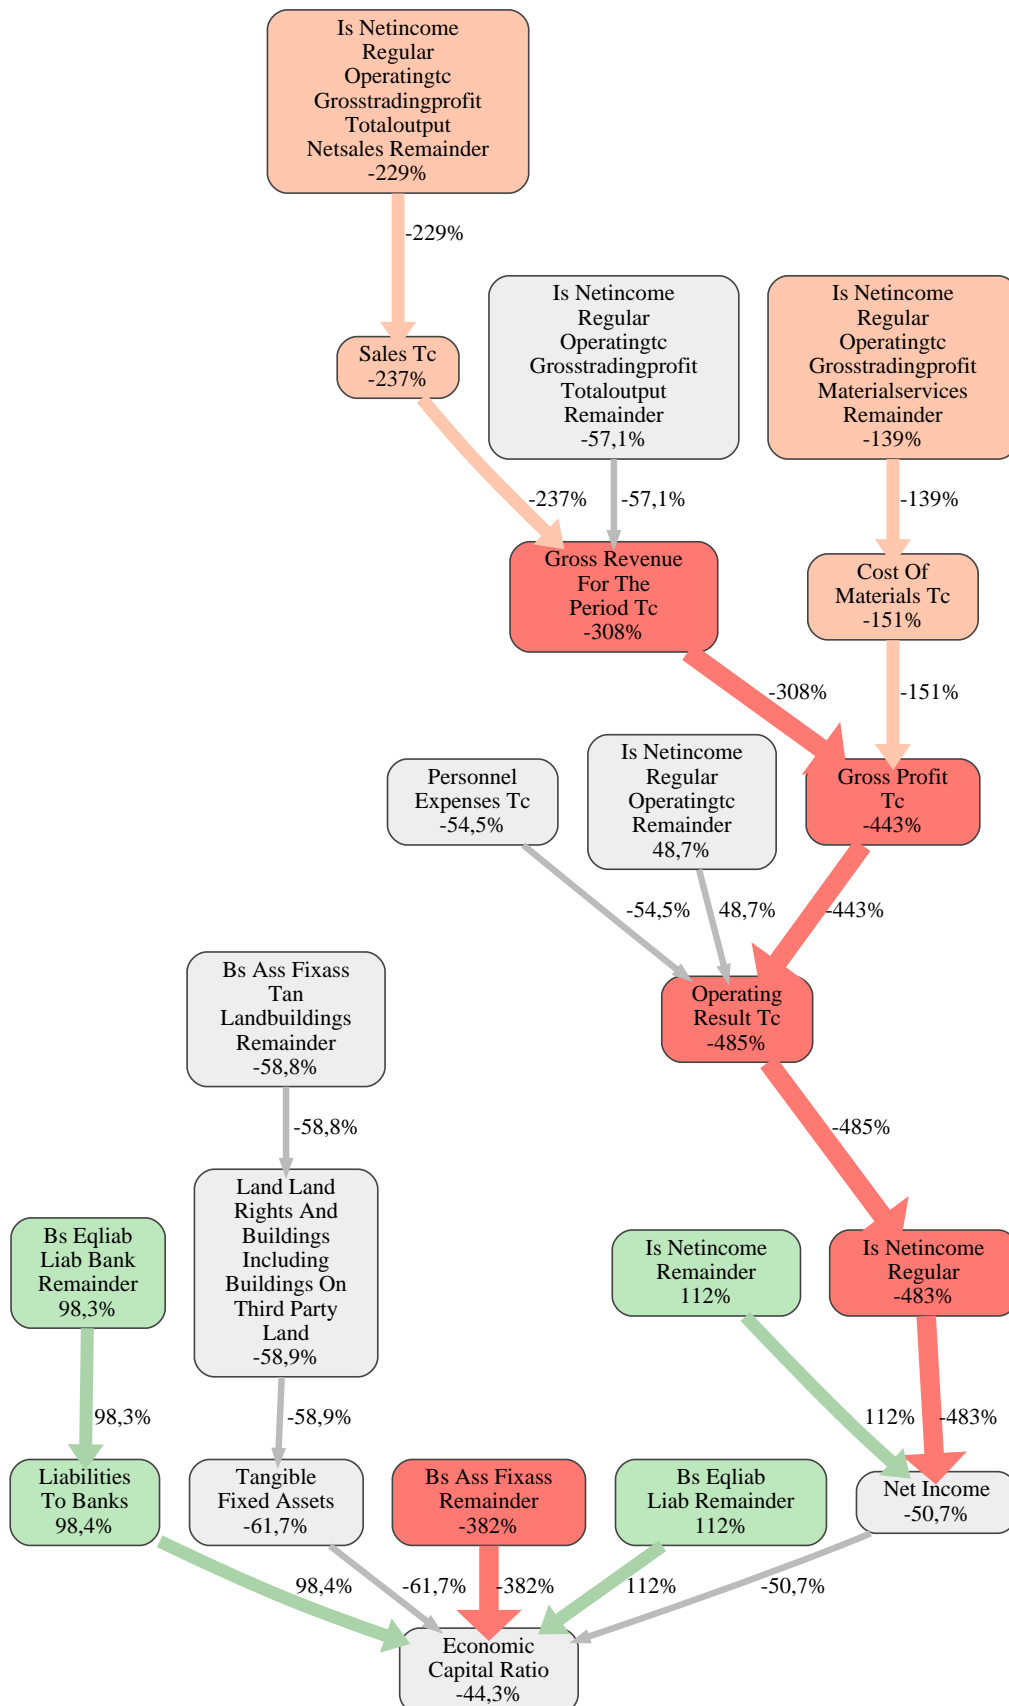 Is Netincome
Regular
Operatingtc
Grosstradingprofit
Totaloutput
Netsales Remainder
-229%
-229%
Is Netincome
Regular
Operatingtc
Grosstradingprofit
Totaloutput
Remainder
-57,1%
Is Netincome
Regular
Operatingtc
Grosstradingprofit
Materialservices
Remainder
-139%
Sales Tc
-237%
-237%
-57,1%
-139%
Gross Revenue
For The
Period Tc
-308%
Cost Of
Materials Tc
-151%
-308%
-151%
Personnel
Expenses Tc
-54,5%
Is Netincome
Regular
Operatingtc
Remainder
48,7%
Gross Profit
Tc
-443%
-54,5%
48,7%
-443%
Bs Ass Fixass
Tan
Landbuildings
Remainder
-58,8%
Operating
Result Tc
-485%
-58,8%
-485%
Bs Eqliab
Liab Bank
Remainder
98,3%
Land Land
Rights And
Buildings
Including
Buildings On
Third Party
Land
-58,9%
Is Netincome
Remainder
112%
Is Netincome
Regular
-483%
98,3%
-58,9%
112%
-483%
Liabilities
To Banks
98,4%
Tangible
Fixed Assets
-61,7%
Bs Ass Fixass
Remainder
-382%
Bs Eqliab
Liab Remainder
112%
Net Income
-50,7%
98,4%
-61,7%
-382%
112%
-50,7%
Economic
Capital Ratio
-44,3%